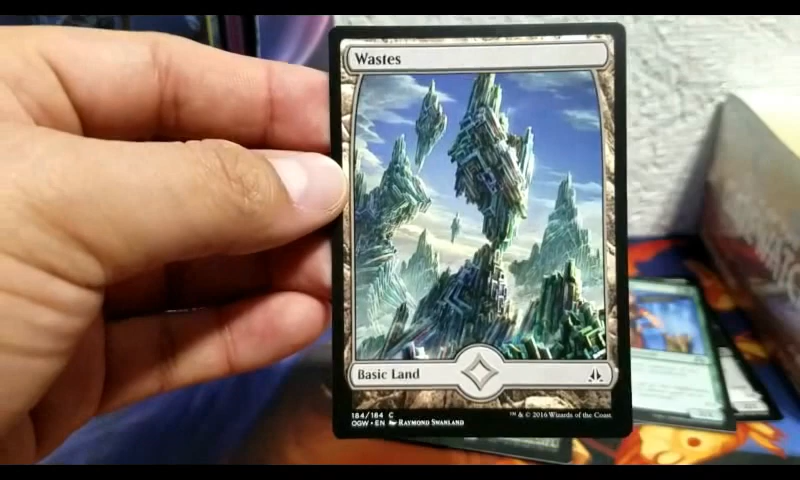 Wastes
Basic Land
184/184 C
OGW • EN RAYMOND SWANLAND
™ & © 2016 Wizards of the Coast